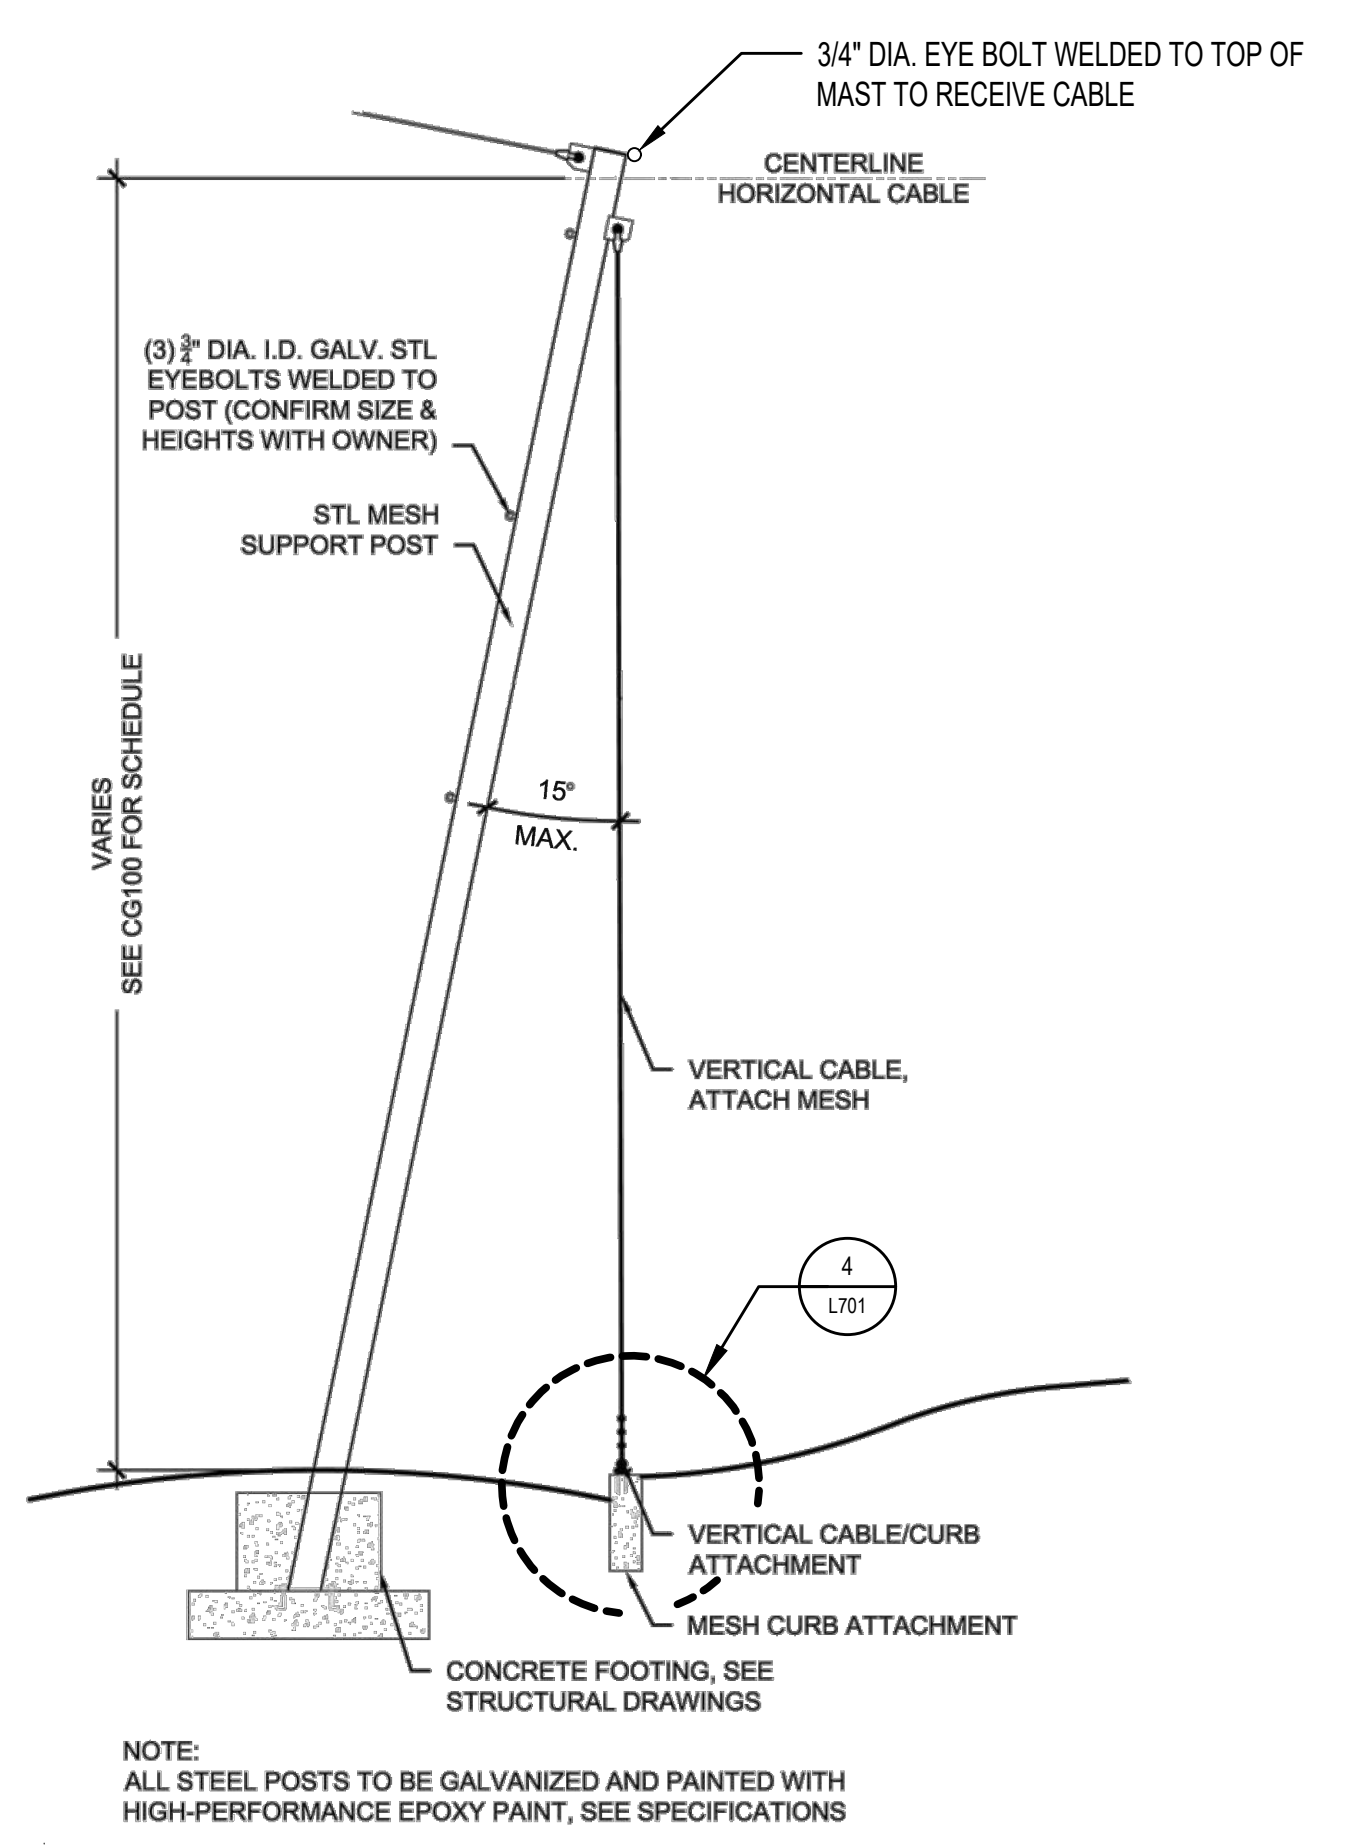 3/4" DIA. EYE BOLT WELDED TO TOP OF
MAST TO RECEIVE CABLE
CENTERLINE
HORIZONTAL CABLE
(3) 3/4" DIA. I.D. GALV. STL
EYEBOLTS WELDED TO
POST (CONFIRM SIZE &
HEIGHTS WITH OWNER)
STL MESH
SUPPORT POST
VARIES
SEE CG100 FOR SCHEDULE
15°
MAX.
VERTICAL CABLE,
ATTACH MESH
4
L701
VERTICAL CABLE/CURB
ATTACHMENT
MESH CURB ATTACHMENT
CONCRETE FOOTING, SEE
STRUCTURAL DRAWINGS
NOTE:
ALL STEEL POSTS TO BE GALVANIZED AND PAINTED WITH
HIGH-PERFORMANCE EPOXY PAINT, SEE SPECIFICATIONS